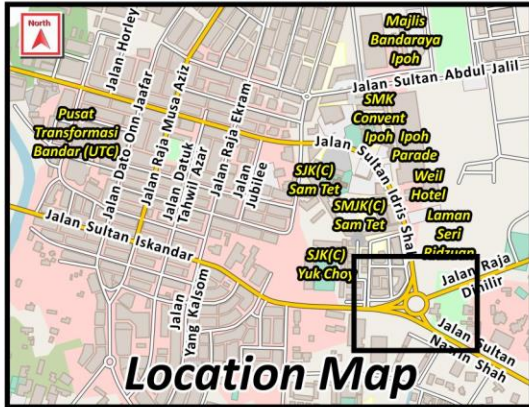 North
Majlis
Bandaraya
Ipoh
Jalan Horley
Jalan Sultan Abdul Jalil
Jalan Dato Onn Jaafar
Jalan Raja Musa Aziz
Pusat
Transformasi
Bandar (UTC)
Jalan Datuk
Tahwil Azar
Jalan Raja Ekram
Jalan
Jubilee
SMK
Convent
Ipoh
Ipoh
Parade
Jalan Sultan Idris Shah
SJK(C)
Sam Tet
Weil
Hotel
SMJK(C)
Sam Tet
Laman
Seri
Ridzuan
Jalan Sultan Iskandar
SJK(C)
Yuk Choy
Jalan
Yang Kalsom
Jalan Raja
Dihilir
Jalan Sultan
Nazrin Shah
Location Map